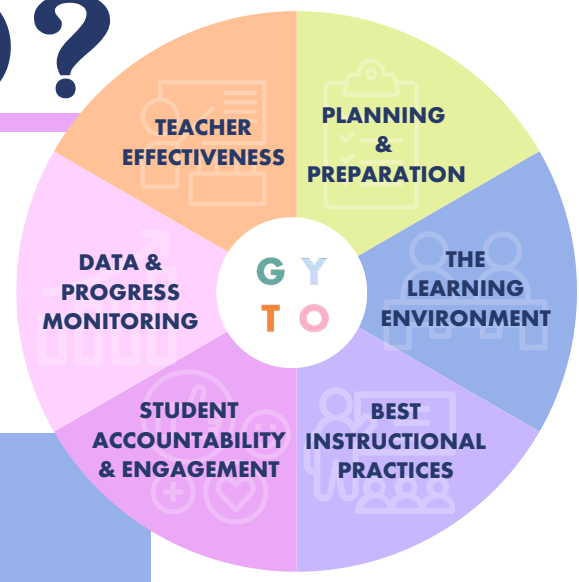 ?
TEACHER
EFFECTIVENESS
PLANNING
&
PREPARATION
DATA &
PROGRESS
MONITORING
G Y
T O
THE
LEARNING
ENVIRONMENT
STUDENT
ACCOUNTABILITY
& ENGAGEMENT
BEST
INSTRUCTIONAL
PRACTICES